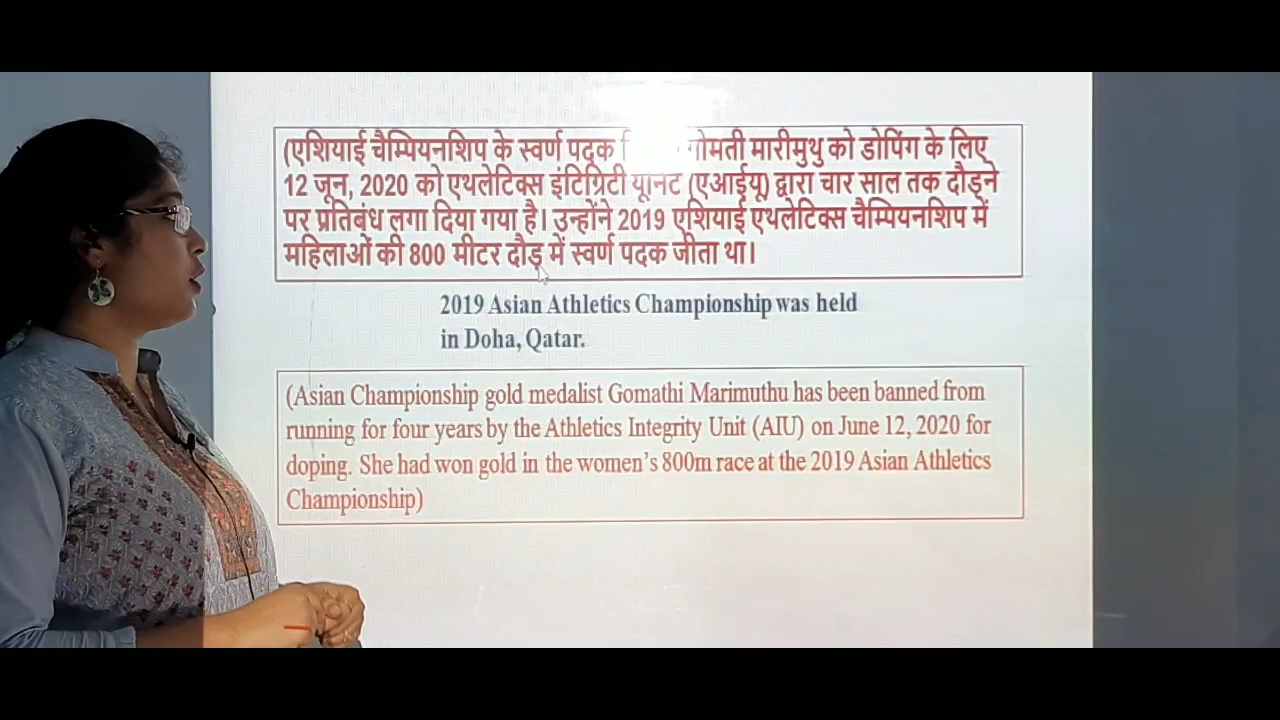 (एशियाई चैम्पियनशिप के स्वर्ण पदक गोमती मारीमुथु को डोपिंग के लिए
12 जून, 2020 को एथलेटिक्स इंटिग्रिटी यूनिट (एआईयू) द्वारा चार साल तक दौड़ने
पर प्रतिबंध लगा दिया गया है। उन्होंने 2019 एशियाई एथलेटिक्स चैम्पियनशिप में
महिलाओं की 800 मीटर दौड़ में स्वर्ण पदक जीता था।
2019 Asian Athletics Championship was held
in Doha, Qatar.
(Asian Championship gold medalist Gomathi Marimuthu has been banned from
running for four years by the Athletics Integrity Unit (AIU) on June 12, 2020 for
doping. She had won gold in the women's 800m race at the 2019 Asian Athletics
Championship)